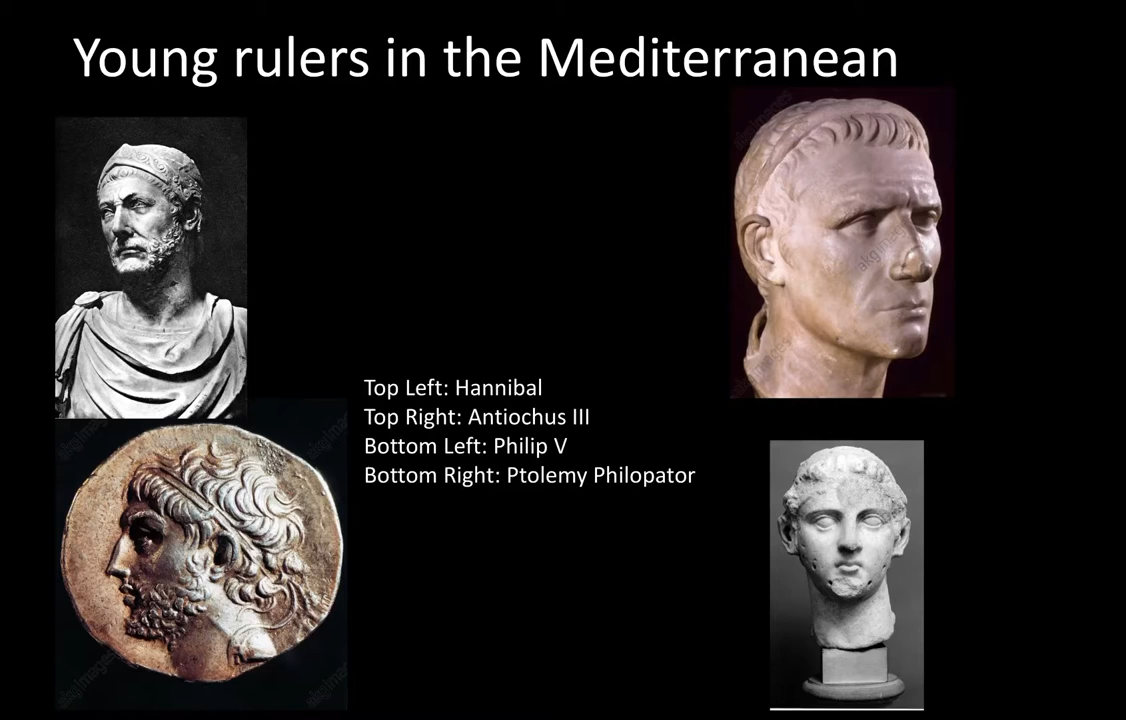 Young rulers in the Mediterranean
Top Left: Hannibal
Top Right: Antiochus III
Bottom Left: Philip V
Bottom Right: Ptolemy Philopator